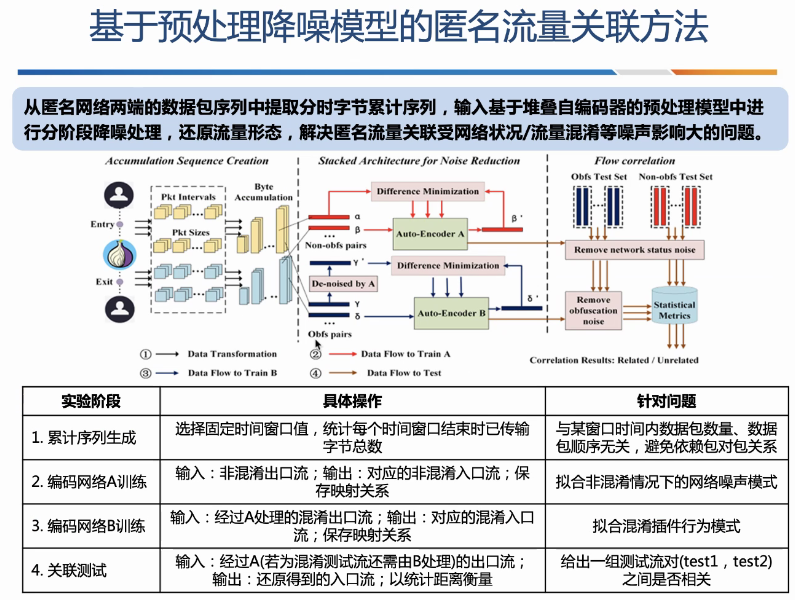 基于预处理降噪模型的匿名流量关联方法
从匿名网络两端的数据包序列中提取分时字节累计序列，输入基于堆叠自编码器的预处理模型中进
行分阶段降噪处理，还原流量形态，解决匿名流量关联受网络状况/流量混淆等噪声影响大的问题。
Accumulation Sequence Creation
Stacked Architecture for Noise Reduction
Flow correlation
Entry
Exit
Pkt Intervals
Pkt Sizes
Byte
Accumulation
α
β
Non-obfs pairs
Difference Minimization
Auto-Encoder A
β'
γ'
De-noised by A
γ
δ
Obfs pairs
Difference Minimization
Auto-Encoder B
δ'
Obfs Test Set
Non-obfs Test Set
Remove network status noise
Remove
obfuscation
noise
Statistical
Metrics
Correlation Results: Related / Unrelated
① Data Transformation
② Data Flow to Train A
③ Data Flow to Train B
④ Data Flow to Test
实验阶段 具体操作 针对问题
1. 累计序列生成
选择固定时间窗口值，统计每个时间窗口结束时已传输
字节总数
与某窗口时间内数据包数量、数据
包顺序无关，避免依赖包对包关系
2. 编码网络A训练
输入：非混淆出口流；输出：对应的非混淆入口流；保
存映射关系
拟合非混淆情况下的网络噪声模式
3. 编码网络B训练
输入：经过A处理的混淆出口流；输出：对应的混淆入口
流；保存映射关系
拟合混淆插件行为模式
4. 关联测试
输入：经过A(若为混淆测试流还需由B处理)的出口流；
输出：还原得到的入口流；以统计距离衡量
给出一组测试流对(test1，test2)
之间是否相关